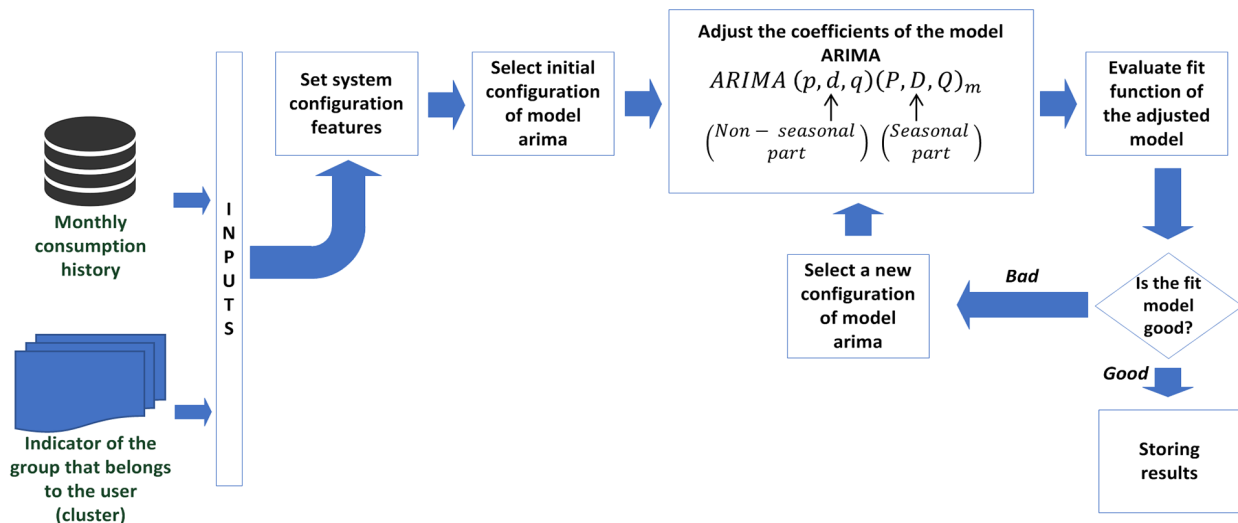 Monthly
consumption
history
Indicator of the
group that belongs
to the user
(cluster)
INPUTS
Set system
configuration
features
Select initial
configuration
of model
arima
Adjust the coefficients of the model
ARIMA
ARIMA (p, d, q)(P, D, Q)m
(Non − seasonal part) (Seasonal part)
Evaluate fit
function of
the adjusted
model
Is the fit
model
good?
Bad
Select a new
configuration
of model
arima
Good
Storing
results